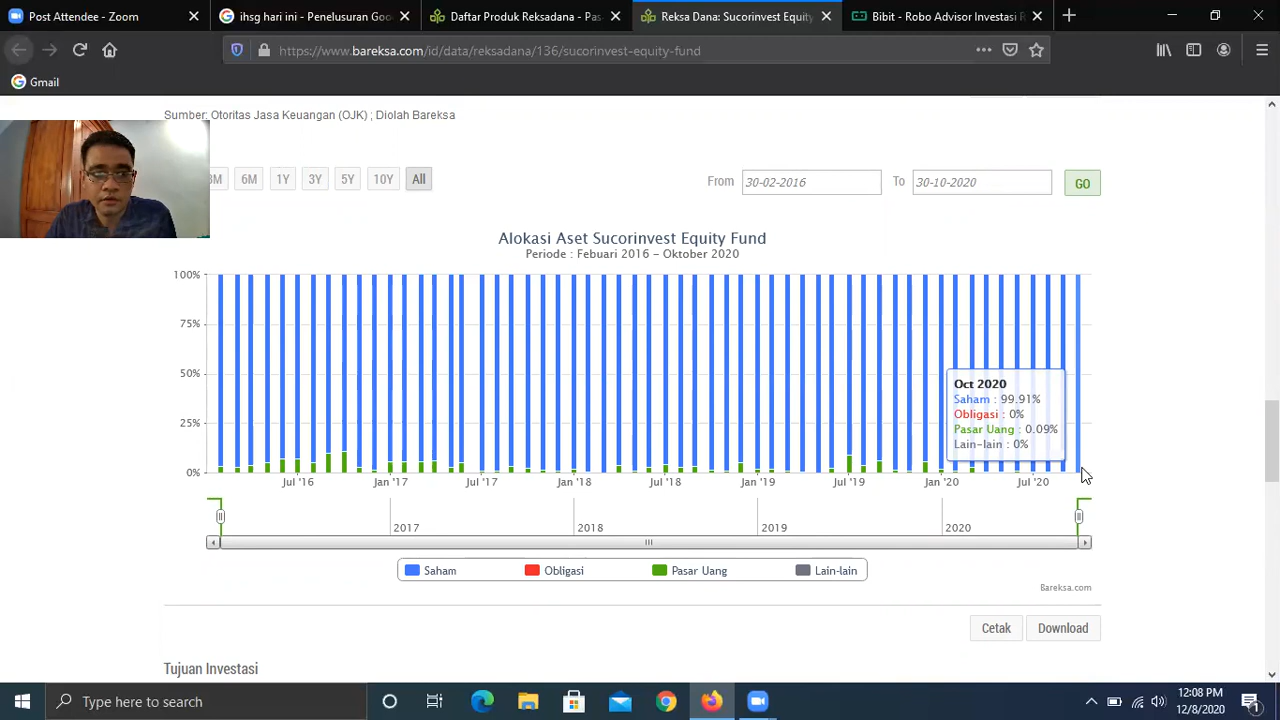 Post Attendee - Zoom
ihsg hari ini - Penelusuran Goo
Daftar Produk Reksadana - Pas
Reksa Dana: Sucorinvest Equity
Bibit - Robo Advisor Investasi R
https://www.bareksa.com/id/data/reksadana/136/sucorinvest-equity-fund
Gmail
Sumber: Otoritas Jasa Keuangan (OJK) ; Diolah Bareksa
3M 6M 1Y 3Y 5Y 10Y All
From 30-02-2016 To 30-10-2020 GO
Alokasi Aset Sucorinvest Equity Fund
Periode : Febuari 2016 – Oktober 2020
100%
75%
50%
25%
0%
Oct 2020
Saham : 99.91%
Obligasi : 0%
Pasar Uang : 0.09%
Lain-lain : 0%
Jul '16 Jan '17 Jul '17 Jan '18 Jul '18 Jan '19 Jul '19 Jan '20 Jul '20
2017 2018 2019 2020
Saham Obligasi Pasar Uang Lain-lain
Bareksa.com
Cetak Download
Tujuan Investasi
Type here to search
12:08 PM
12/8/2020
1